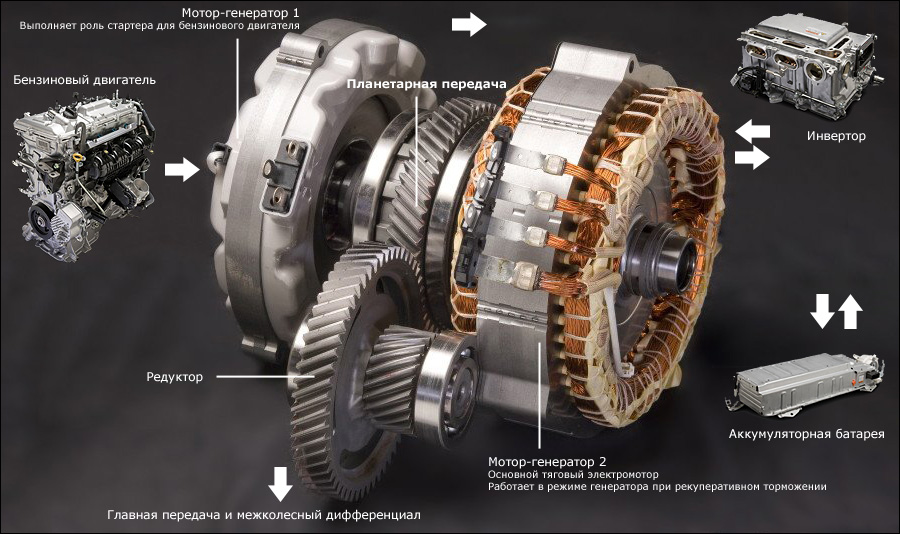 Мотор-генератор 1
Выполняет роль стартера для бензинового двигателя
Бензиновый двигатель
Планетарная передача
Инвертор
Редуктор
Аккумуляторная батарея
Мотор-генератор 2
Основной тяговый электромотор
Работает в режиме генератора при рекуперативном торможении
Главная передача и межколесный дифференциал